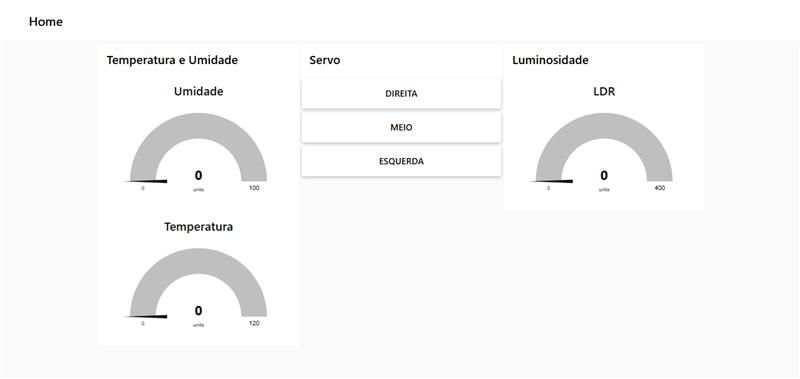 Home
Temperatura e Umidade
Umidade
0
units
0
100
Temperatura
0
units
0
120
Servo
DIREITA
MEIO
ESQUERDA
Luminosidade
LDR
0
units
0
400